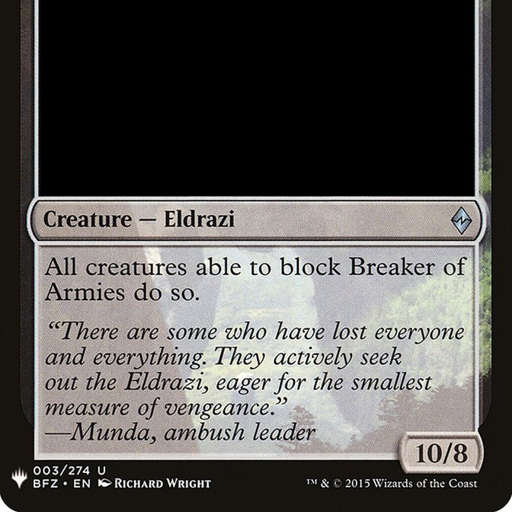 Creature — Eldrazi
All creatures able to block Breaker of
Armies do so.
“There are some who have lost everyone
and everything. They actively seek
out the Eldrazi, eager for the smallest
measure of vengeance.”
—Munda, ambush leader
10/8
003/274 U
BFZ • EN Richard Wright
™ & © 2015 Wizards of the Coast